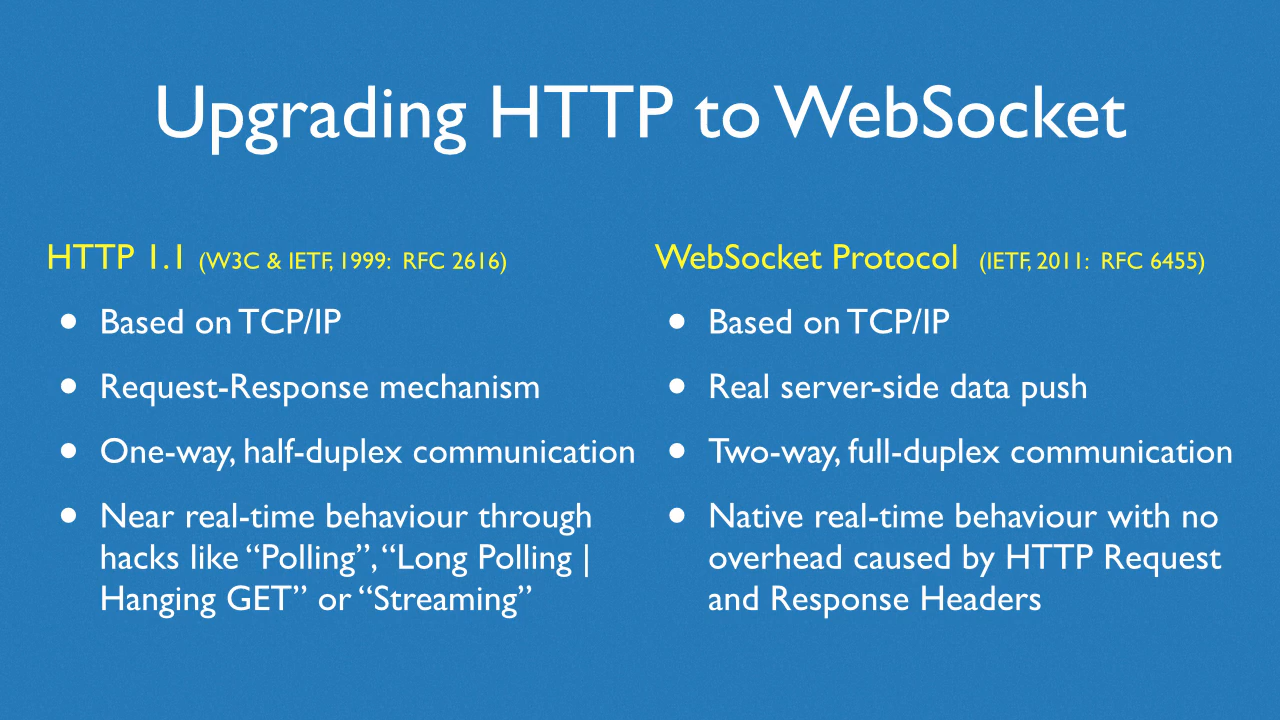 Upgrading HTTP to WebSocket
HTTP 1.1 (W3C & IETF, 1999: RFC 2616)
• Based on TCP/IP
• Request-Response mechanism
• One-way, half-duplex communication
• Near real-time behaviour through
hacks like “Polling”, “Long Polling |
Hanging GET” or “Streaming”
WebSocket Protocol (IETF, 2011: RFC 6455)
• Based on TCP/IP
• Real server-side data push
• Two-way, full-duplex communication
• Native real-time behaviour with no
overhead caused by HTTP Request
and Response Headers